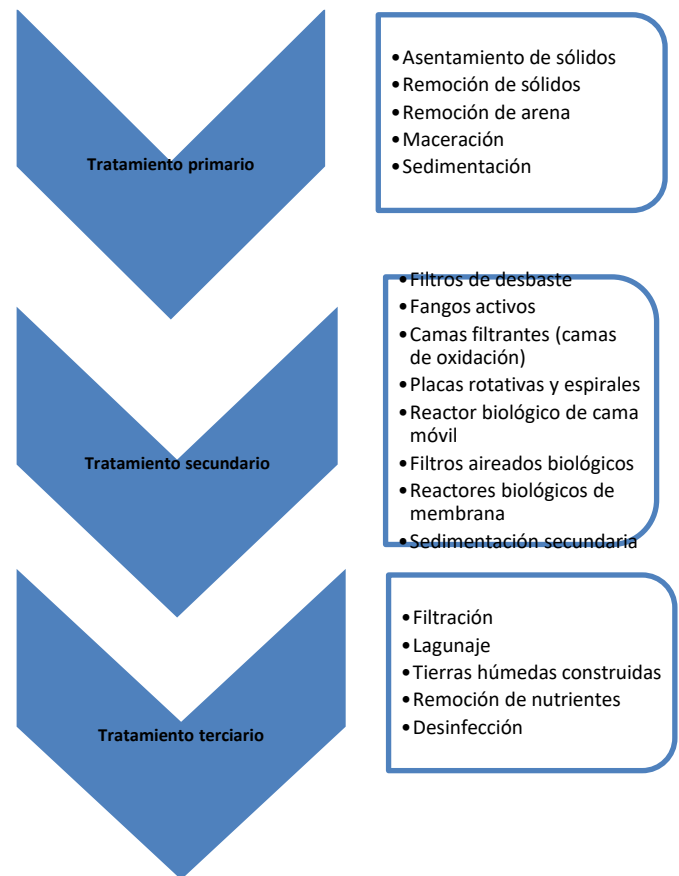 Tratamiento primario
•Asentamiento de sólidos
•Remoción de sólidos
•Remoción de arena
•Maceración
•Sedimentación
Tratamiento secundario
•Filtros de desbaste
•Fangos activos
•Camas filtrantes (camas
de oxidación)
•Placas rotativas y espirales
•Reactor biológico de cama
móvil
•Filtros aireados biológicos
•Reactores biológicos de
membrana
•Sedimentación secundaria
Tratamiento terciario
•Filtración
•Lagunaje
•Tierras húmedas construidas
•Remoción de nutrientes
•Desinfección